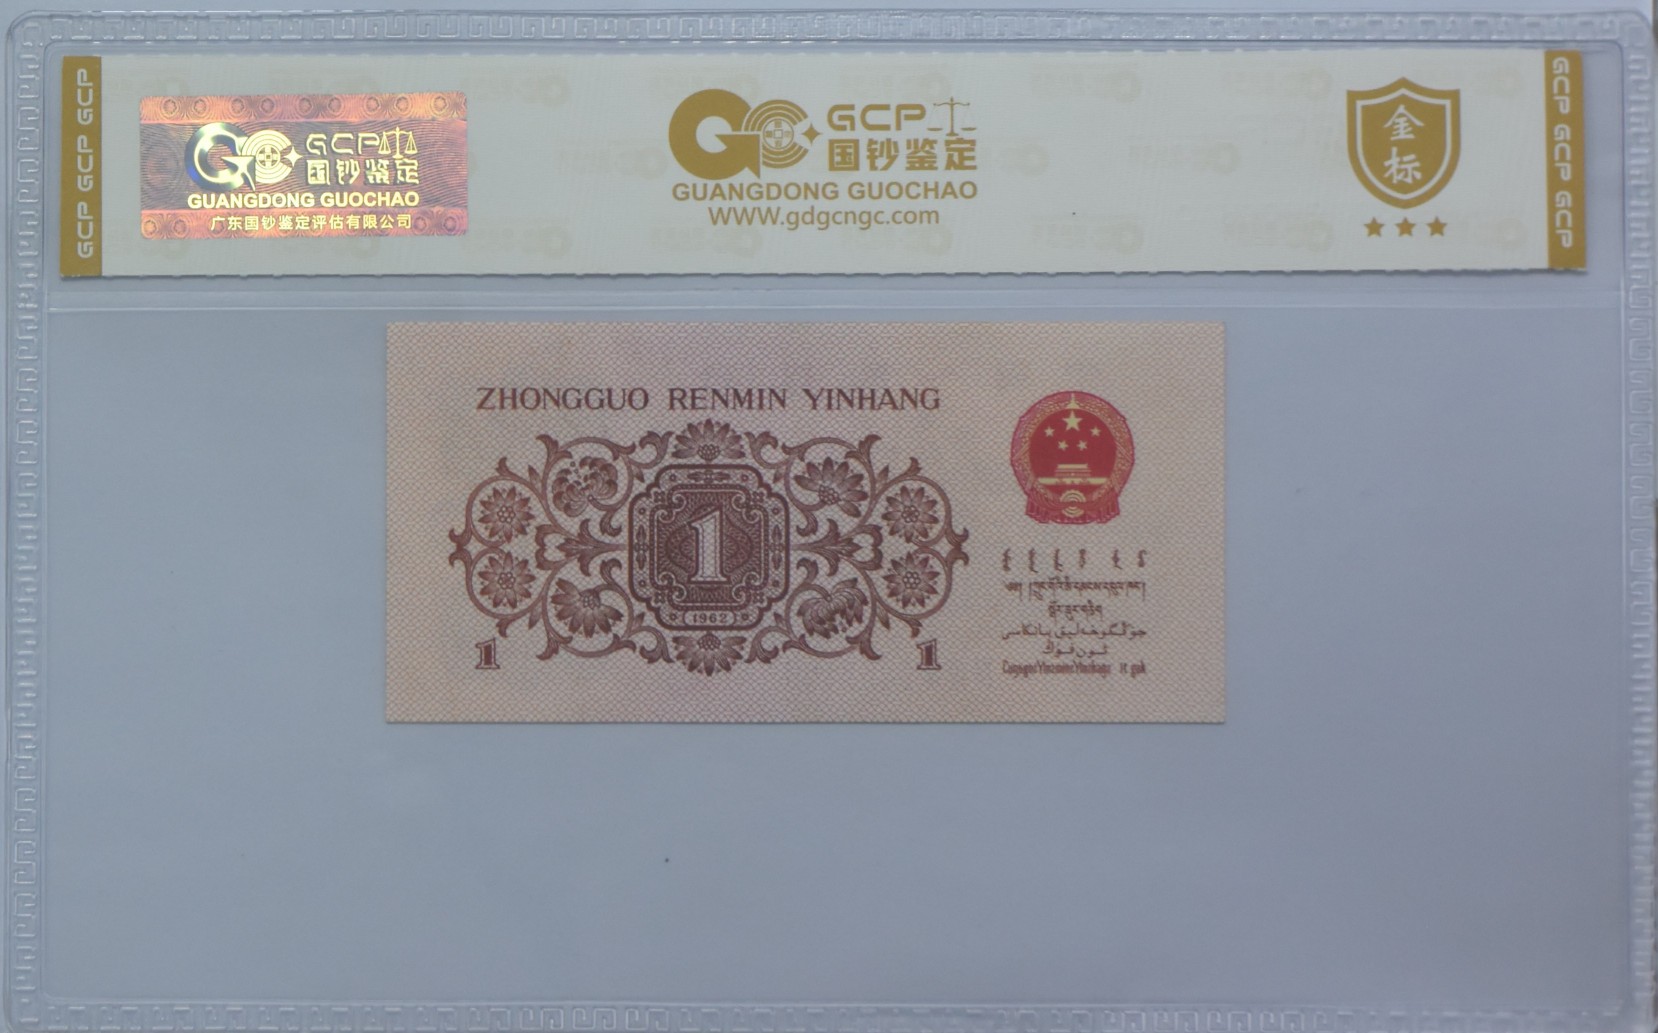 GCP GCP GCP
GCP
国钞鉴定
GUANGDONG GUOCHAO
广东国钞鉴定评估有限公司
GCP
国钞鉴定
GUANGDONG GUOCHAO
WWW.gdgcngc.com
金
标
GCP GCP GCP
ZHONGGUO RENMIN YINHANG
1
1962
1
1